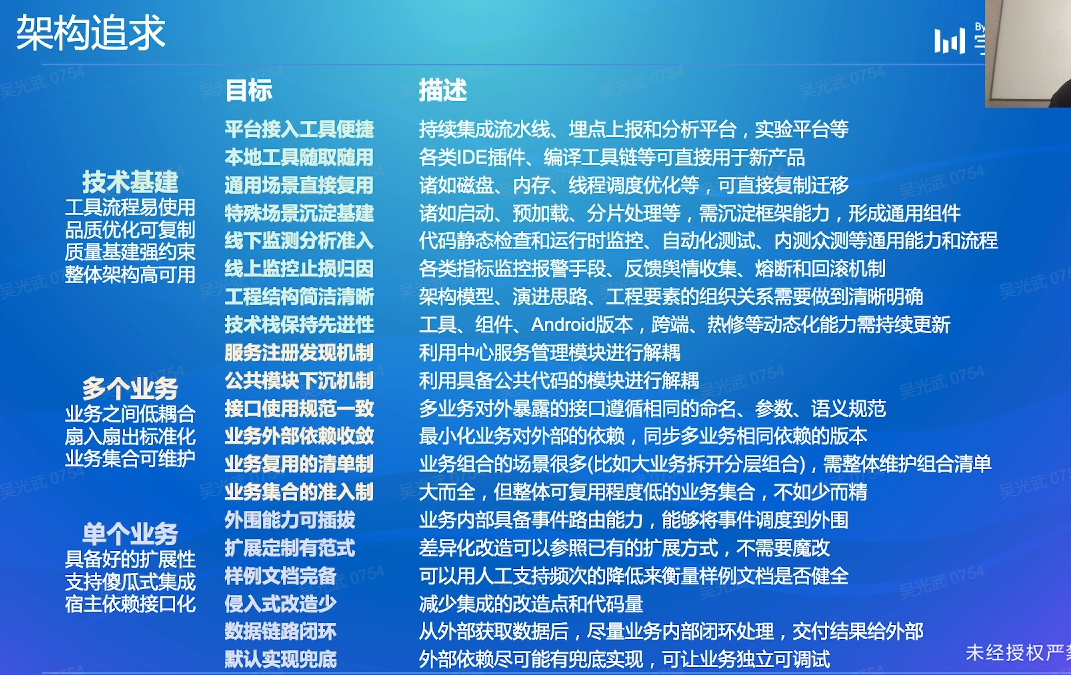 架构追求
By
目标 描述
平台接入工具便捷 持续集成流水线、埋点上报和分析平台，实验平台等
本地工具随取随用 各类IDE插件、编译工具链等可直接用于新产品
通用场景直接复用 诸如磁盘、内存、线程调度优化等，可直接复制迁移
特殊场景沉淀基建 诸如启动、预加载、分片处理等，需沉淀框架能力，形成通用组件
线下监测分析准入 代码静态检查和运行时监控、自动化测试、内测众测等通用能力和流程
线上监控止损归因 各类指标监控报警手段、反馈舆情收集、熔断和回滚机制
工程结构简洁清晰 架构模型、演进思路、工程要素的组织关系需要做到清晰明确
技术栈保持先进性 工具、组件、Android版本，跨端、热修等动态化能力需持续更新
技术基建
工具流程易使用
品质优化可复制
质量基建强约束
整体架构高可用
服务注册发现机制 利用中心服务管理模块进行解耦
公共模块下沉机制 利用具备公共代码的模块进行解耦
接口使用规范一致 多业务对外暴露的接口遵循相同的命名、参数、语义规范
业务外部依赖收敛 最小化业务对外部的依赖，同步多业务相同依赖的版本
业务复用的清单制 业务组合的场景很多(比如大业务拆开分层组合)，需整体维护组合清单
业务集合的准入制 大而全，但整体可复用程度低的业务集合，不如少而精
多个业务
业务之间低耦合
扇入扇出标准化
业务集合可维护
外围能力可插拔 业务内部具备事件路由能力，能够将事件调度到外围
扩展定制有范式 差异化改造可以参照已有的扩展方式，不需要魔改
样例文档完备 可以用人工支持频次的降低来衡量样例文档是否健全
侵入式改造少 减少集成的改造点和代码量
数据链路闭环 从外部获取数据后，尽量业务内部闭环处理，交付结果给外部
默认实现兜底 外部依赖尽可能有兜底实现，可让业务独立可调试
单个业务
具备好的扩展性
支持傻瓜式集成
宿主依赖接口化
未经授权严
吴光武 0754